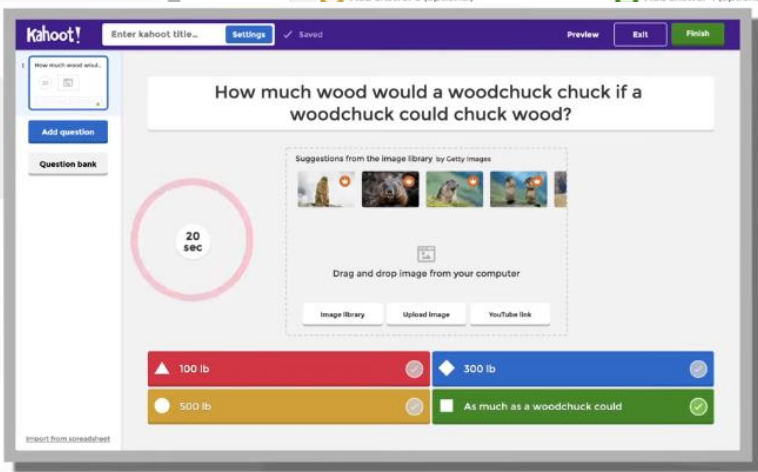 Kahoot!
Enter kahoot title...
Settings
Saved
Preview
Exit
Finish
1
How much wood woul..
20
Add question
Question bank
How much wood would a woodchuck chuck if a
woodchuck could chuck wood?
Suggestions from the image library by Getty Images
20
sec
Drag and drop image from your computer
Image library
Upload image
YouTube link
100 lb
300 lb
500 lb
As much as a woodchuck could
Import from spreadsheet